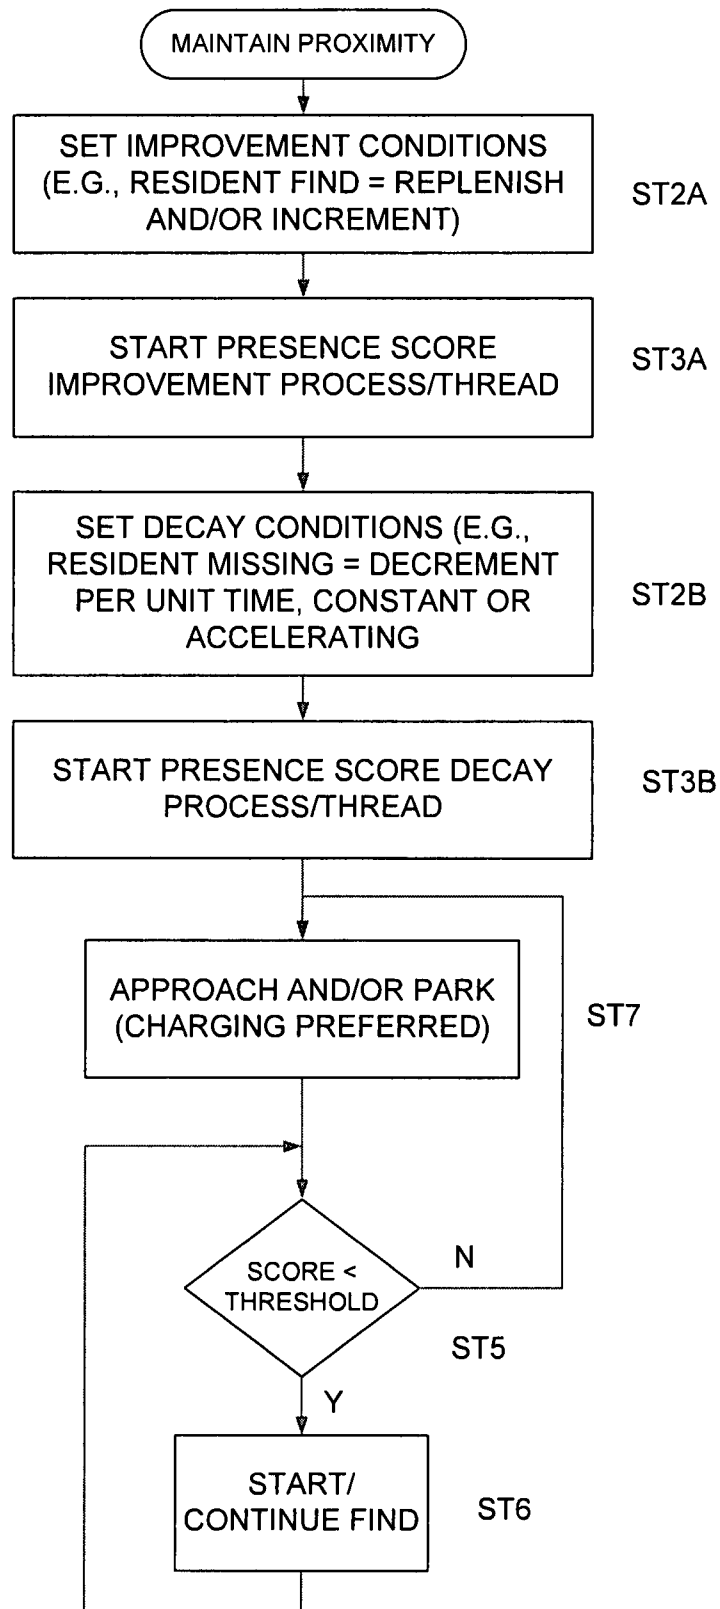 MAINTAIN PROXIMITY
SET IMPROVEMENT CONDITIONS
(E.G., RESIDENT FIND = REPLENISH
AND/OR INCREMENT)
ST2A
START PRESENCE SCORE
IMPROVEMENT PROCESS/THREAD
ST3A
SET DECAY CONDITIONS (E.G.,
RESIDENT MISSING = DECREMENT
PER UNIT TIME, CONSTANT OR
ACCELERATING
ST2B
START PRESENCE SCORE DECAY
PROCESS/THREAD
ST3B
APPROACH AND/OR PARK
(CHARGING PREFERRED)
ST7
SCORE <
THRESHOLD
N
ST5
Y
START/
CONTINUE FIND
ST6